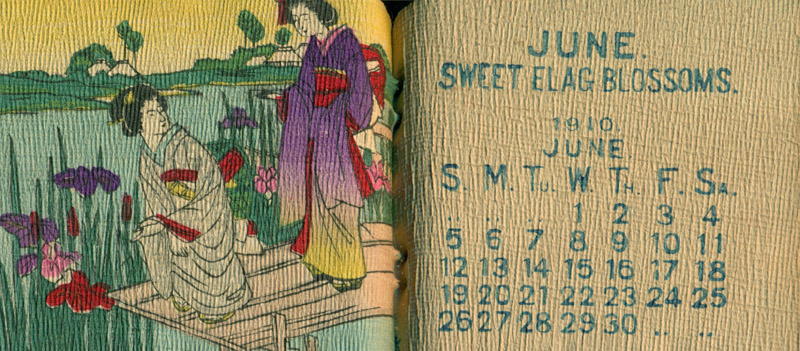 JUNE.
SWEET ELAG BLOSSOMS.
1910.
JUNE
S. M. Tu. W. Th. F. Sa.
.. .. .. 1 2 3 4
5 6 7 8 9 10 11
12 13 14 15 16 17 18
19 20 21 22 23 24 25
26 27 28 29 30 .. ..